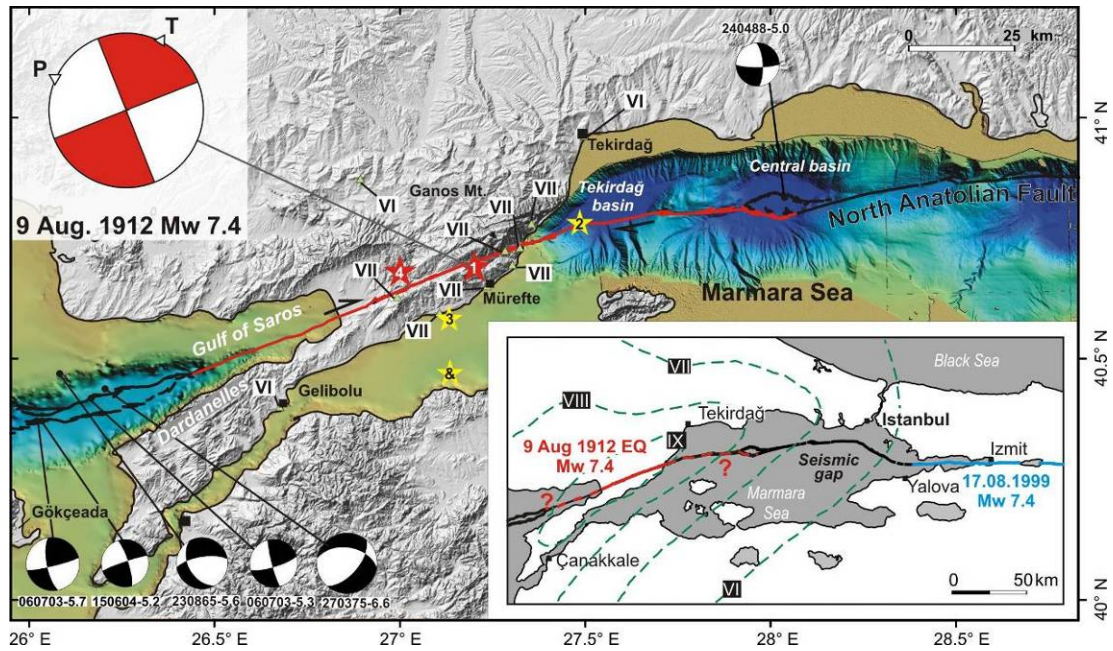 T
P
9 Aug. 1912 Mw 7.4
240488-5.0
0 25 km
41° N
VI
Tekirdağ
Central basin
Tekirdağ
basin
North Anatolian Fault
Ganos Mt.
VI
VII
VII
VII
VII
2
1
4
VII
VII
Mürefte
Marmara Sea
Gulf of Saros
VII
3
40.5° N
&
VI
Gelibolu
Dardanelles
Gökçeada
060703-5.7
150604-5.2
230865-5.6
060703-5.3
270375-6.6
Black Sea
VII
VIII
Tekirdağ
Istanbul
IX
9 Aug 1912 EQ
Mw 7.4
?
?
Seismic
gap
Izmit
17.08.1999
Mw 7.4
Yalova
Marmara
Sea
Çanakkale
VI
0 50 km
40° N
26° E
26.5° E
27° E
27.5° E
28° E
28.5° E